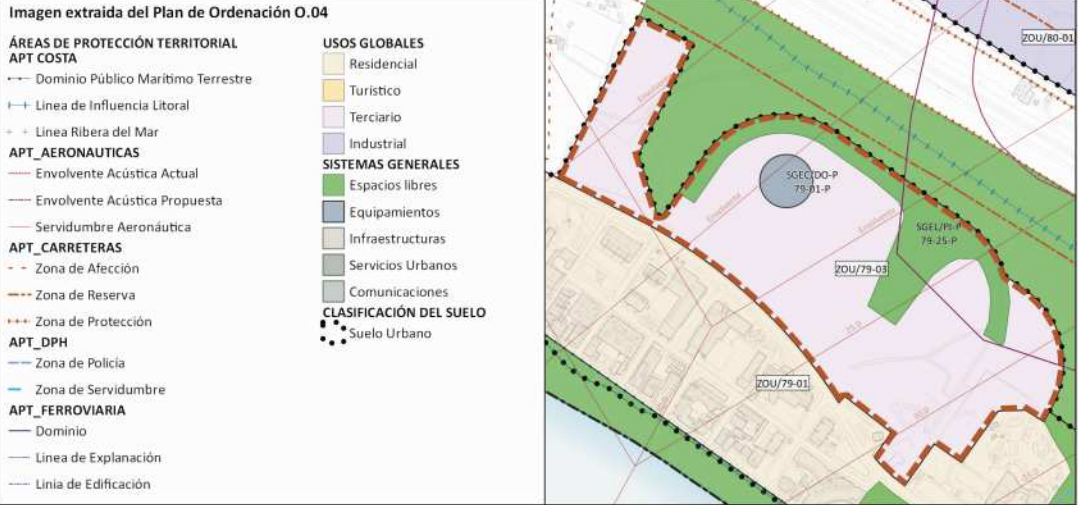 Imagen extraida del Plan de Ordenación O.04
ÁREAS DE PROTECCIÓN TERRITORIAL
APT COSTA
Dominio Público Marítimo Terrestre
Linea de Influencia Litoral
Linea Ribera del Mar
APT_AERONAUTICAS
Envolvente Acústica Actual
Envolvente Acústica Propuesta
Servidumbre Aeronáutica
APT_CARRETERAS
Zona de Afección
Zona de Reserva
Zona de Protección
APT_DPH
Zona de Policía
Zona de Servidumbre
APT_FERROVIARIA
Dominio
Linea de Explanación
Linia de Edificación
USOS GLOBALES
Residencial
Turístico
Terciario
Industrial
SISTEMAS GENERALES
Espacios libres
Equipamientos
Infraestructuras
Servicios Urbanos
Comunicaciones
CLASIFICACIÓN DEL SUELO
Suelo Urbano
ZOU/80-01
SGEC/DO-P
79-01-P
SGEL/PJ-P
79-25-P
ZOU/79-03
ZOU/79-01